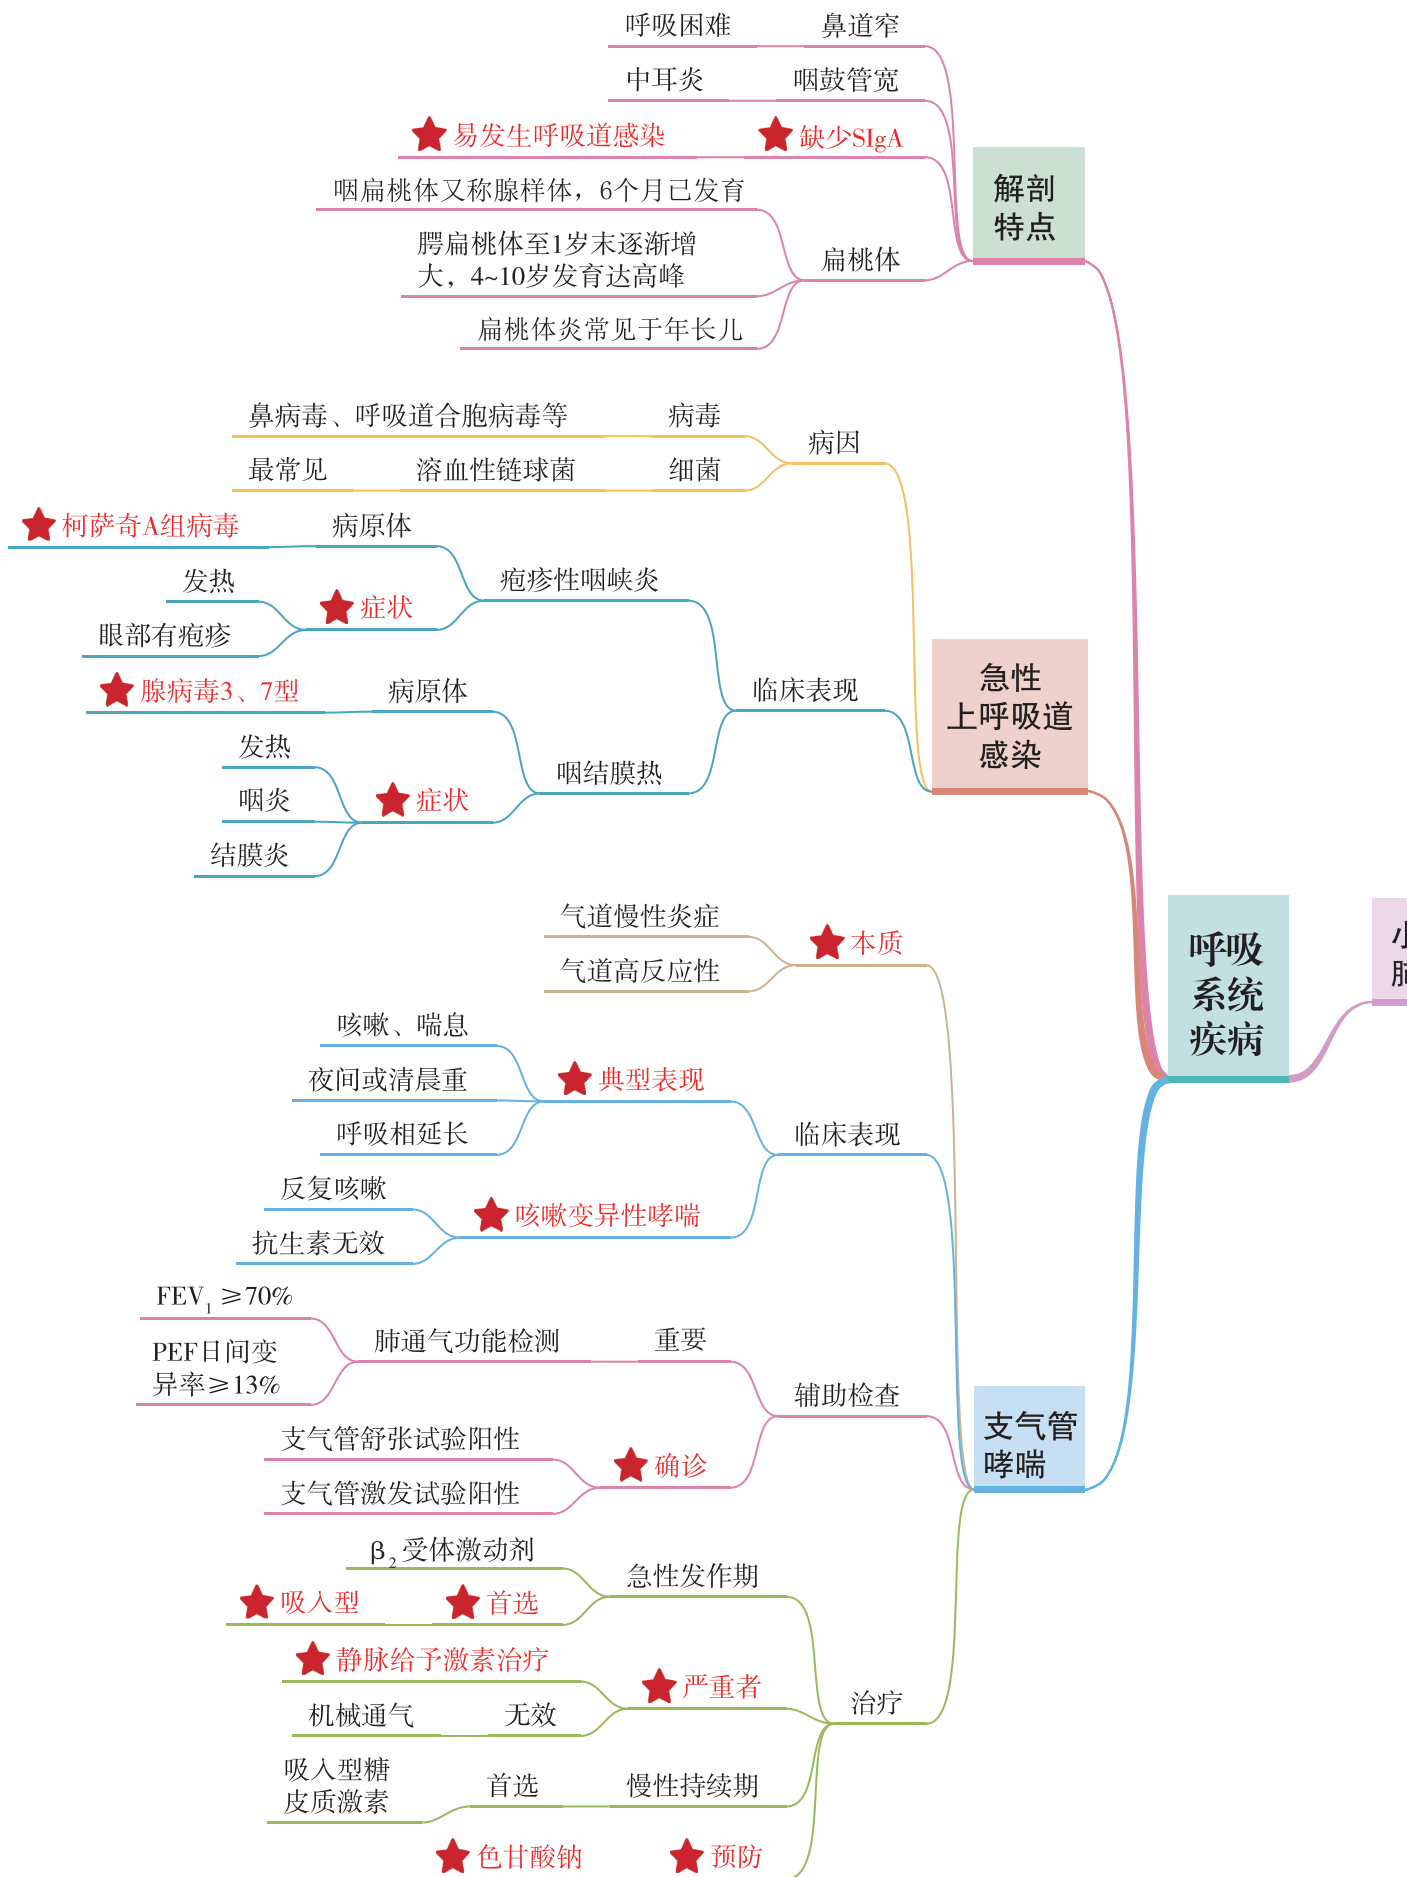 呼吸困难
鼻道窄
中耳炎
咽鼓管宽
易发生呼吸道感染
缺少SIgA
咽扁桃体又称腺样体，6个月已发育
腭扁桃体至1岁末逐渐增
大，4~10岁发育达高峰
扁桃体
扁桃体炎常见于年长儿
解剖
特点
鼻病毒、呼吸道合胞病毒等
病毒
病因
最常见
溶血性链球菌
细菌
柯萨奇A组病毒
病原体
发热
症状
疱疹性咽峡炎
眼部有疱疹
腺病毒3、7型
病原体
临床表现
发热
咽炎
症状
咽结膜热
结膜炎
急性
上呼吸道
感染
气道慢性炎症
本质
气道高反应性
咳嗽、喘息
夜间或清晨重
典型表现
呼吸相延长
临床表现
反复咳嗽
咳嗽变异性哮喘
抗生素无效
FEV₁ ≥70%
PEF日间变
异率≥13%
肺通气功能检测
重要
辅助检查
支气管舒张试验阳性
确诊
支气管激发试验阳性
支气管
哮喘
β₂ 受体激动剂
急性发作期
吸入型
首选
静脉给予激素治疗
严重者
机械通气
无效
治疗
吸入型糖
皮质激素
首选
慢性持续期
色甘酸钠
预防
呼吸
系统
疾病
小